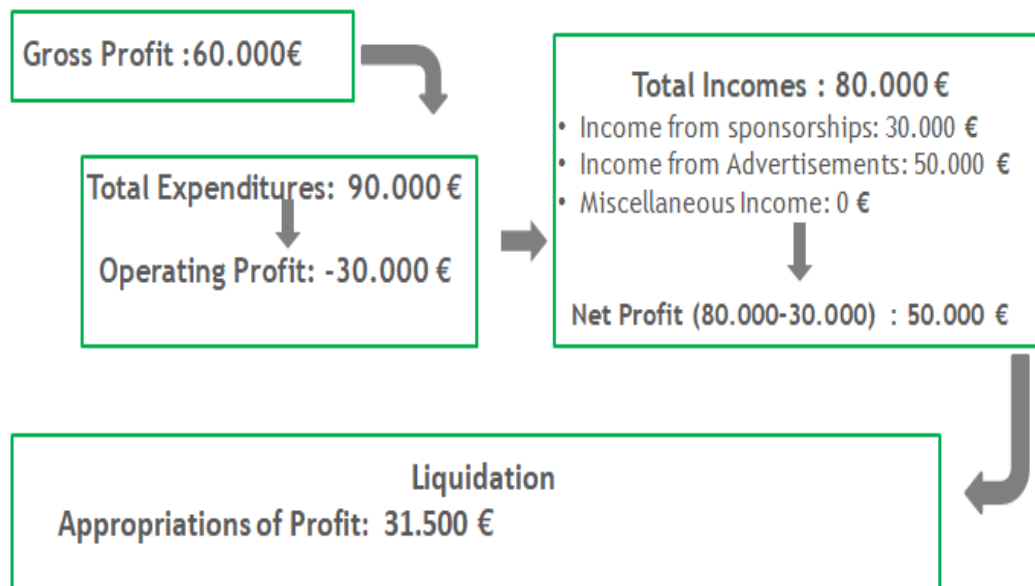 Gross Profit :60.000€
Total Expenditures: 90.000 €
Operating Profit: -30.000 €
Total Incomes : 80.000 €
• Income from sponsorships: 30.000 €
• Income from Advertisements: 50.000 €
• Miscellaneous Income: 0 €
Net Profit (80.000-30.000) : 50.000 €
Liquidation
Appropriations of Profit: 31.500 €